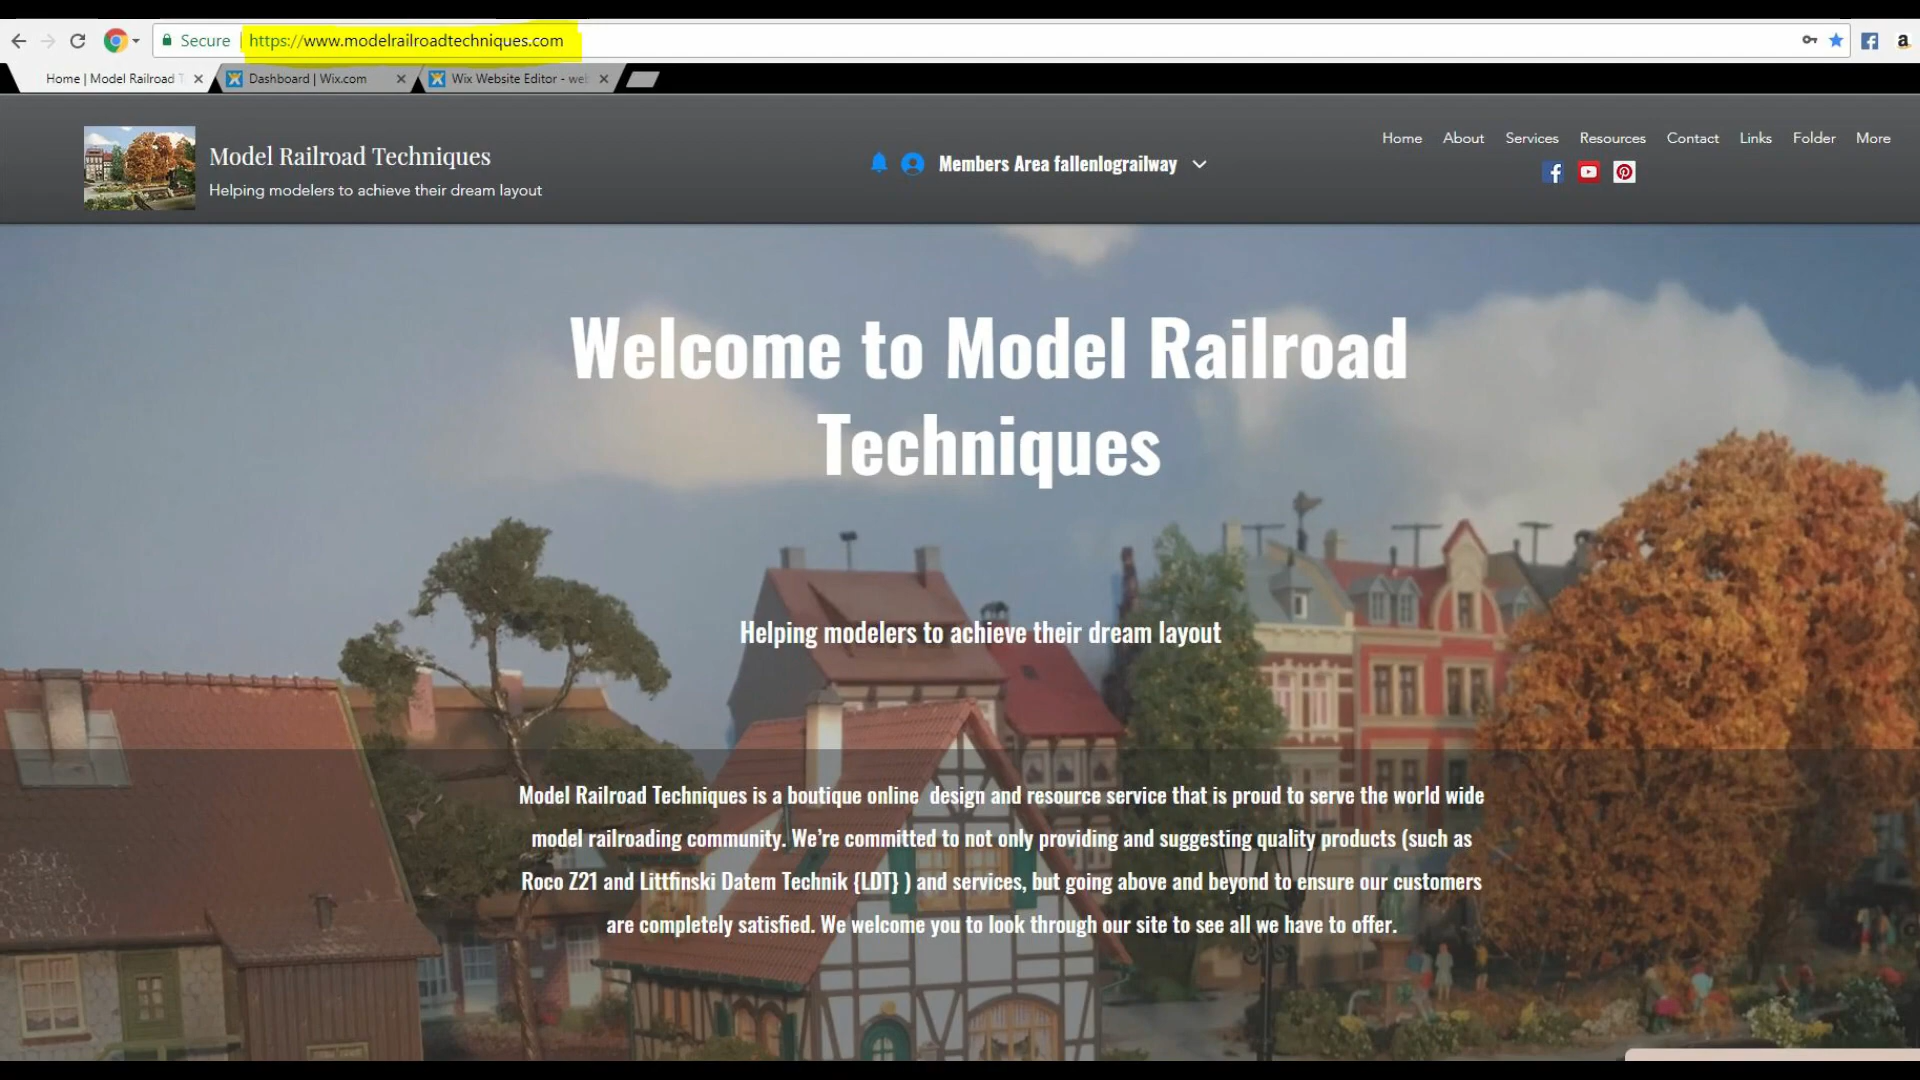 Secure | https://www.modelrailroadtechniques.com
Home | Model Railroad T
Dashboard | Wix.com
Wix Website Editor - web
Model Railroad Techniques
Helping modelers to achieve their dream layout
Members Area fallenlograilway
Home About Services Resources Contact Links Folder More
Welcome to Model Railroad
Techniques
Helping modelers to achieve their dream layout
Model Railroad Techniques is a boutique online design and resource service that is proud to serve the world wide
model railroading community. We’re committed to not only providing and suggesting quality products (such as
Roco Z21 and Littfinski Datem Technik {LDT} ) and services, but going above and beyond to ensure our customers
are completely satisfied. We welcome you to look through our site to see all we have to offer.